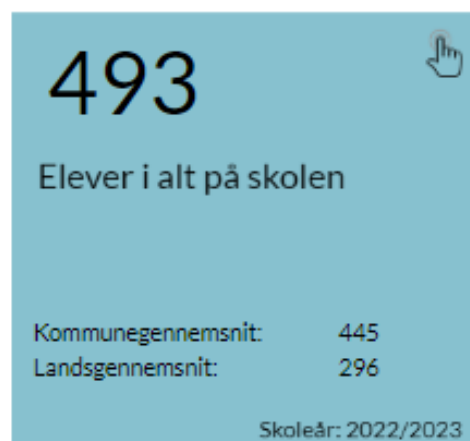 493
Elever i alt på skolen
Kommunegennemsnit: 445
Landsgennemsnit: 296
Skoleår: 2022/2023